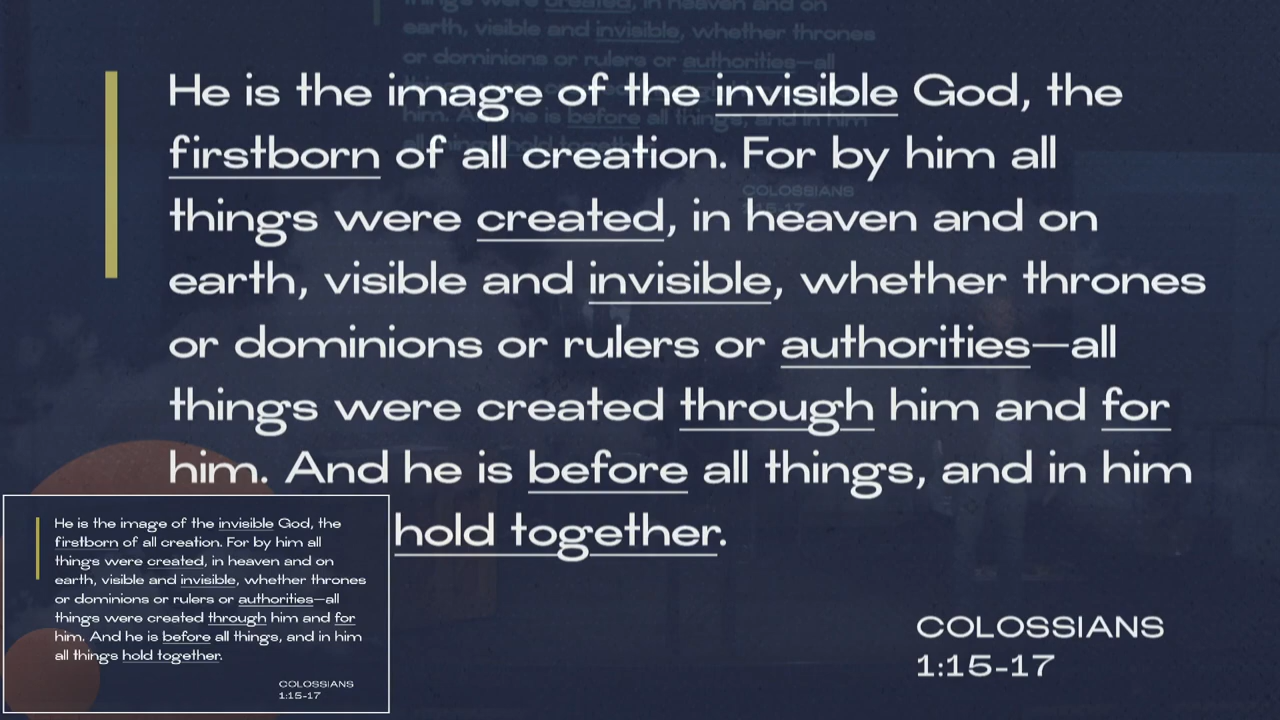 He is the image of the invisible God, the
firstborn of all creation. For by him all
things were created, in heaven and on
earth, visible and invisible, whether thrones
or dominions or rulers or authorities—all
things were created through him and for
him. And he is before all things, and in him
hold together.
COLOSSIANS
1:15-17
He is the image of the invisible God, the
firstborn of all creation. For by him all
things were created, in heaven and on
earth, visible and invisible, whether thrones
or dominions or rulers or authorities—all
things were created through him and for
him. And he is before all things, and in him
all things hold together.
COLOSSIANS
1:15-17